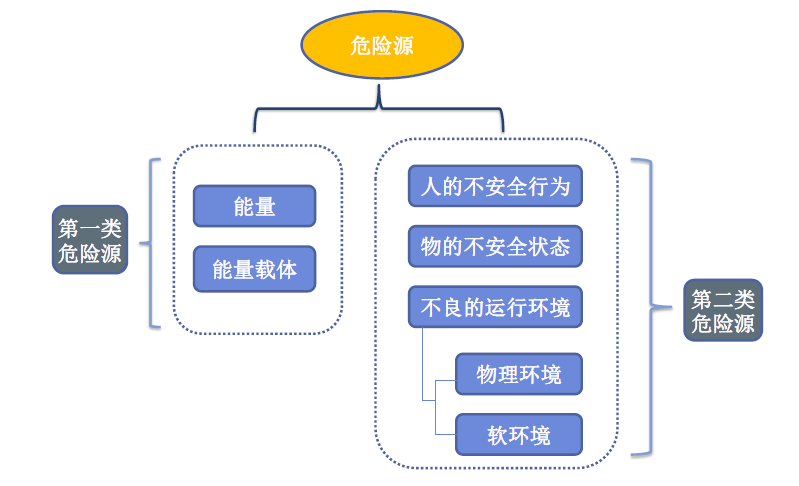 危险源
第一类
危险源
能量
能量载体
人的不安全行为
物的不安全状态
不良的运行环境
物理环境
软环境
第二类
危险源